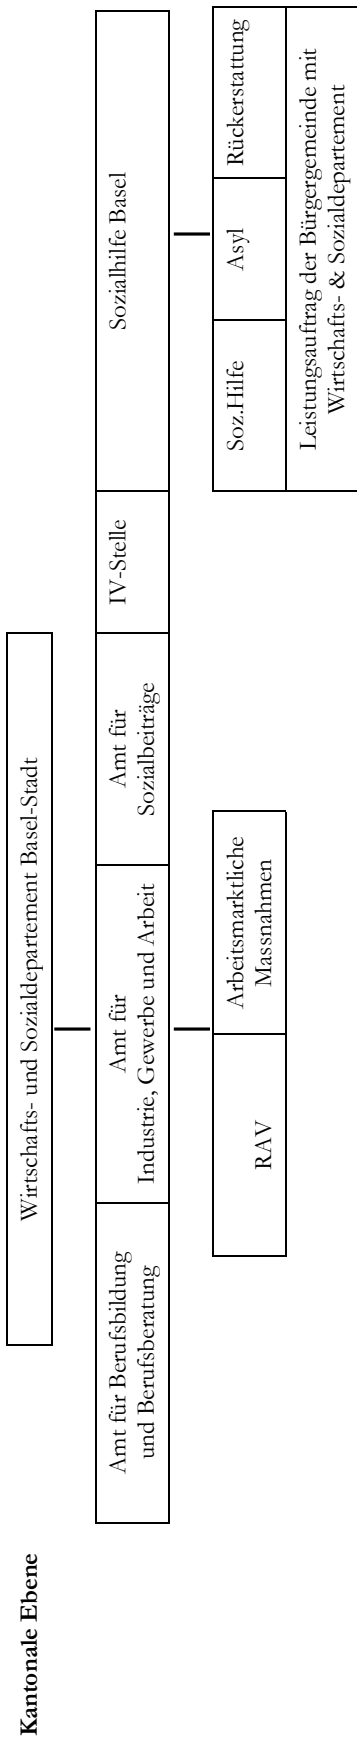 Kantonale Ebene
Wirtschafts- und Sozialdepartement Basel-Stadt
Amt für Berufsbildung
und Berufsberatung
Amt für
Industrie, Gewerbe und Arbeit
Amt für
Sozialbeiträge
IV-Stelle
Sozialhilfe Basel
RAV
Arbeitsmarktliche
Massnahmen
Soz.Hilfe
Asyl
Rückerstattung
Leistungsauftrag der Bürgergemeinde mit
Wirtschafts- & Sozialdepartement